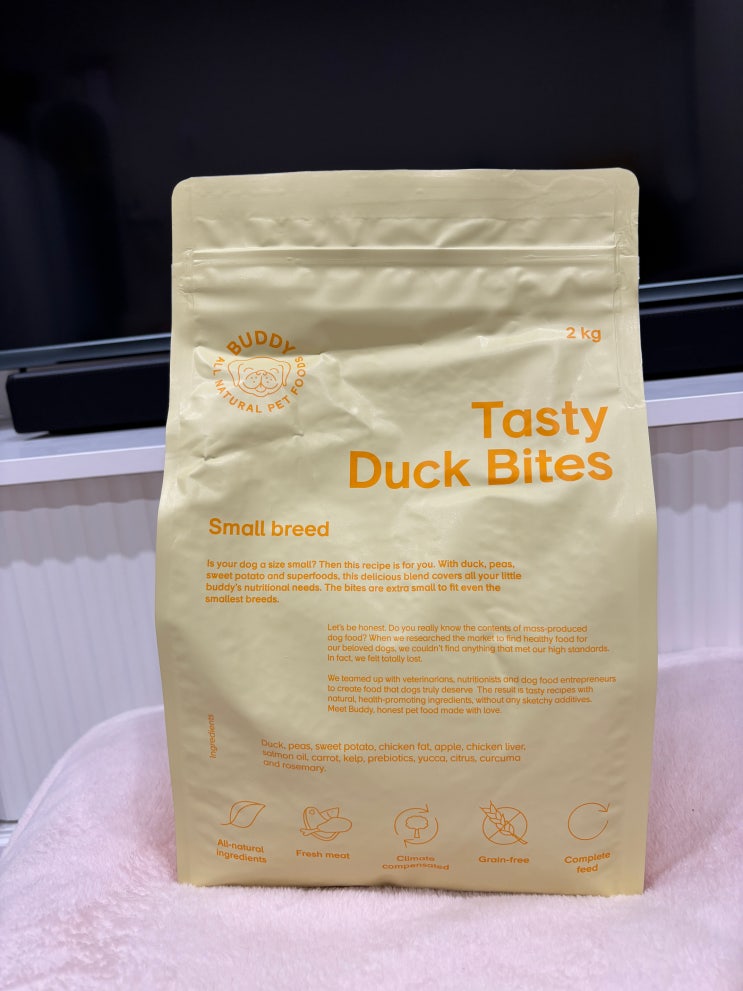 BUDDY
ALL NATURAL PET FOODS
2 kg
Tasty
Duck Bites
Small breed
Is your dog a size small? Then this recipe is for you. With duck, peas,
sweet potato and superfoods, this delicious blend covers all your little
buddy's nutritional needs. The bites are extra small to fit even the
smallest breeds.
Let's be honest. Do you really know the contents of mass-produced
dog food? When we researched the market to find healthy food for
our beloved dogs, we couldn't find anything that met our high standards.
In fact, we felt totally lost.
We teamed up with veterinarians, nutritionists and dog food entrepreneurs
to create food that dogs truly deserve. The result is tasty recipes with
natural, health-promoting ingredients, without any sketchy additives.
Meet Buddy, honest pet food made with love.
Ingredients
Duck, peas, sweet potato, chicken fat, apple, chicken liver,
salmon oil, carrot, kelp, prebiotics, yucca, citrus, curcuma
and rosemary.
All-natural
ingredients
Fresh meat
Climate
compensated
Grain-free
Complete
feed